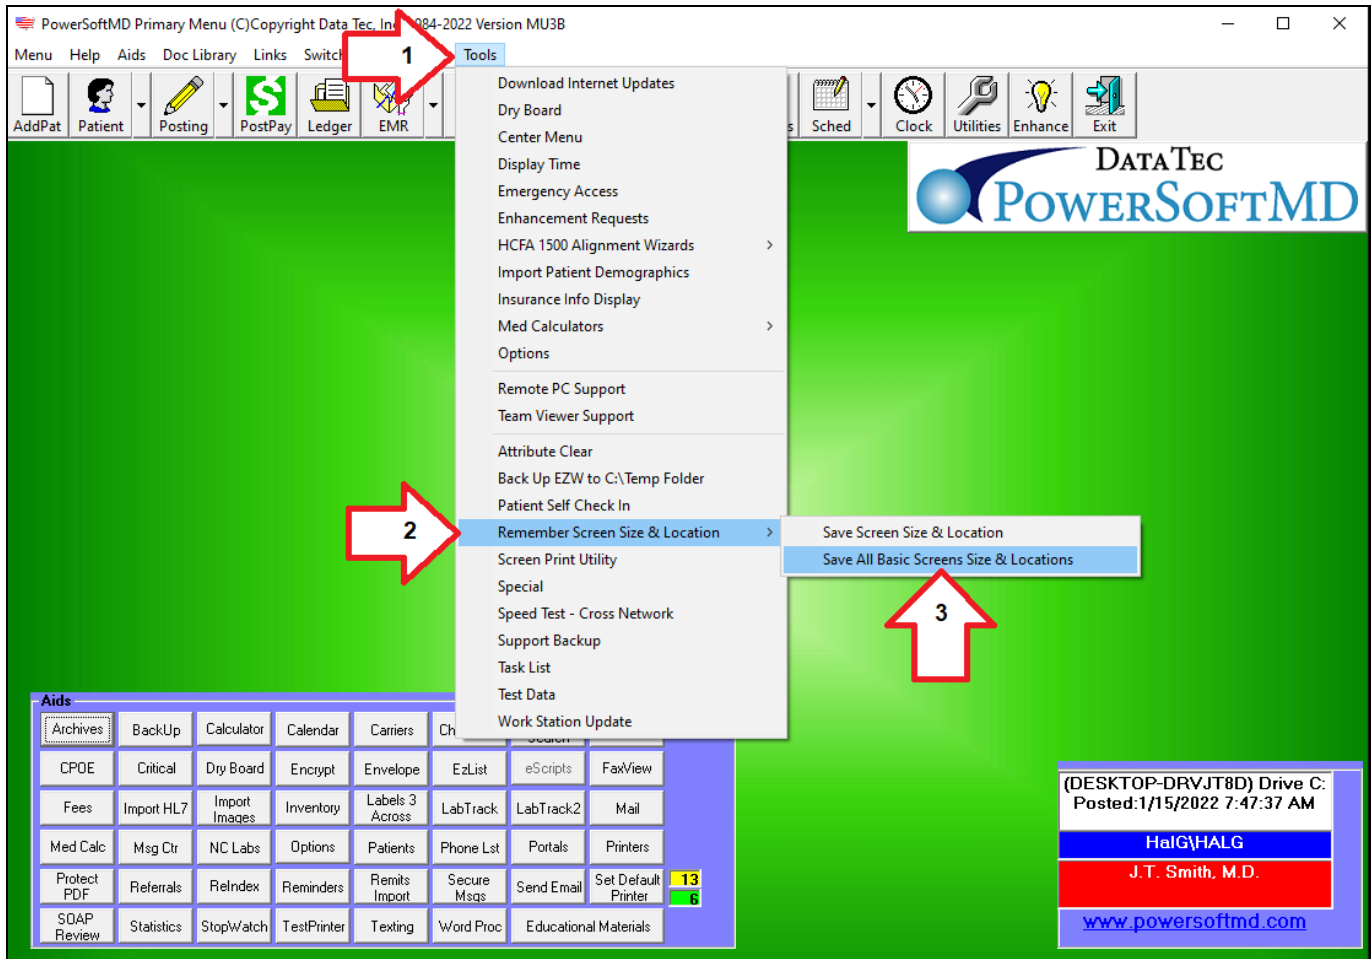 PowerSoftMD Primary Menu (C)Copyright Data Tec, In 984-2022 Version MU3B
Menu Help Aids Doc Library Links Switch Tools
1
AddPat Patient Posting PostPay Ledger EMR Sched Clock Utilities Enhance Exit
DATATEC
POWERSOFTMD
Download Internet Updates
Dry Board
Center Menu
Display Time
Emergency Access
Enhancement Requests
HCFA 1500 Alignment Wizards
Import Patient Demographics
Insurance Info Display
Med Calculators
Options
Remote PC Support
Team Viewer Support
Attribute Clear
Back Up EZW to C:\Temp Folder
Patient Self Check In
2
Remember Screen Size & Location
Save Screen Size & Location
Save All Basic Screens Size & Locations
3
Screen Print Utility
Special
Speed Test - Cross Network
Support Backup
Task List
Test Data
Work Station Update
Aids
Archives BackUp Calculator Calendar Carriers
CPOE Critical Dry Board Encrypt Envelope EzList eScripts FaxView
Fees Import HL7 Import Images Inventory Labels 3 Across LabTrack LabTrack2 Mail
Med Calc Msg Ctr NC Labs Options Patients Phone Lst Portals Printers
Protect PDF Referrals ReIndex Reminders Remits Import Secure Msgs Send Email Set Default Printer 13
6
SOAP Review Statistics StopWatch TestPrinter Texting Word Proc Educational Materials
(DESKTOP-DRVJT8D) Drive C:
Posted:1/15/2022 7:47:37 AM
HalG\HALG
J.T. Smith, M.D.
www.powersoftmd.com